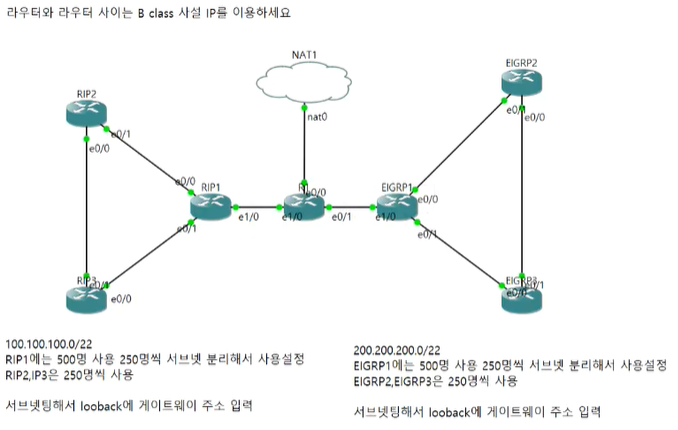 라우터와 라우터 사이는 B class 사설 IP를 이용하세요
NAT1
EIGRP2
nat0
RIP2
e0/1
e0/0
e0/0
e0/0
RIP1
e0/0
EIGRP1
e0/0
e1/0
e1/0
e0/1
e1/0
e0/1
e0/1
RIP3
e0/1
e0/0
EIGRP3
e0/0
e0/1
100.100.100.0/22
RIP1에는 500명 사용 250명씩 서브넷 분리해서 사용설정
RIP2,IP3은 250명씩 사용
서브넷팅해서 looback에 게이트웨이 주소 입력
200.200.200.0/22
EIGRP1에는 500명 사용 250명씩 서브넷 분리해서 사용설정
EIGRP2,EIGRP3은 250명씩 사용
서브넷팅해서 looback에 게이트웨이 주소 입력